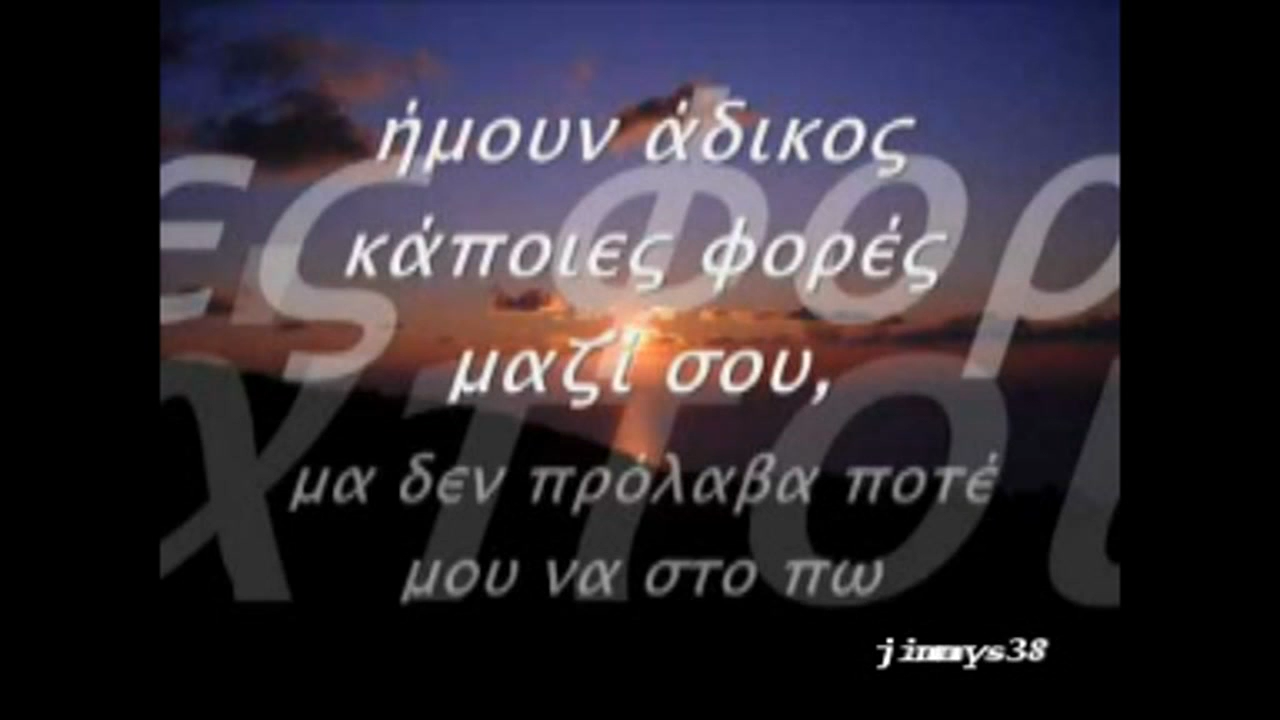 ήμουν άδικος
κάποιες φορές
μαζί σου,
μα δεν πρόλαβα ποτέ
μου να στο πω
jimmys38